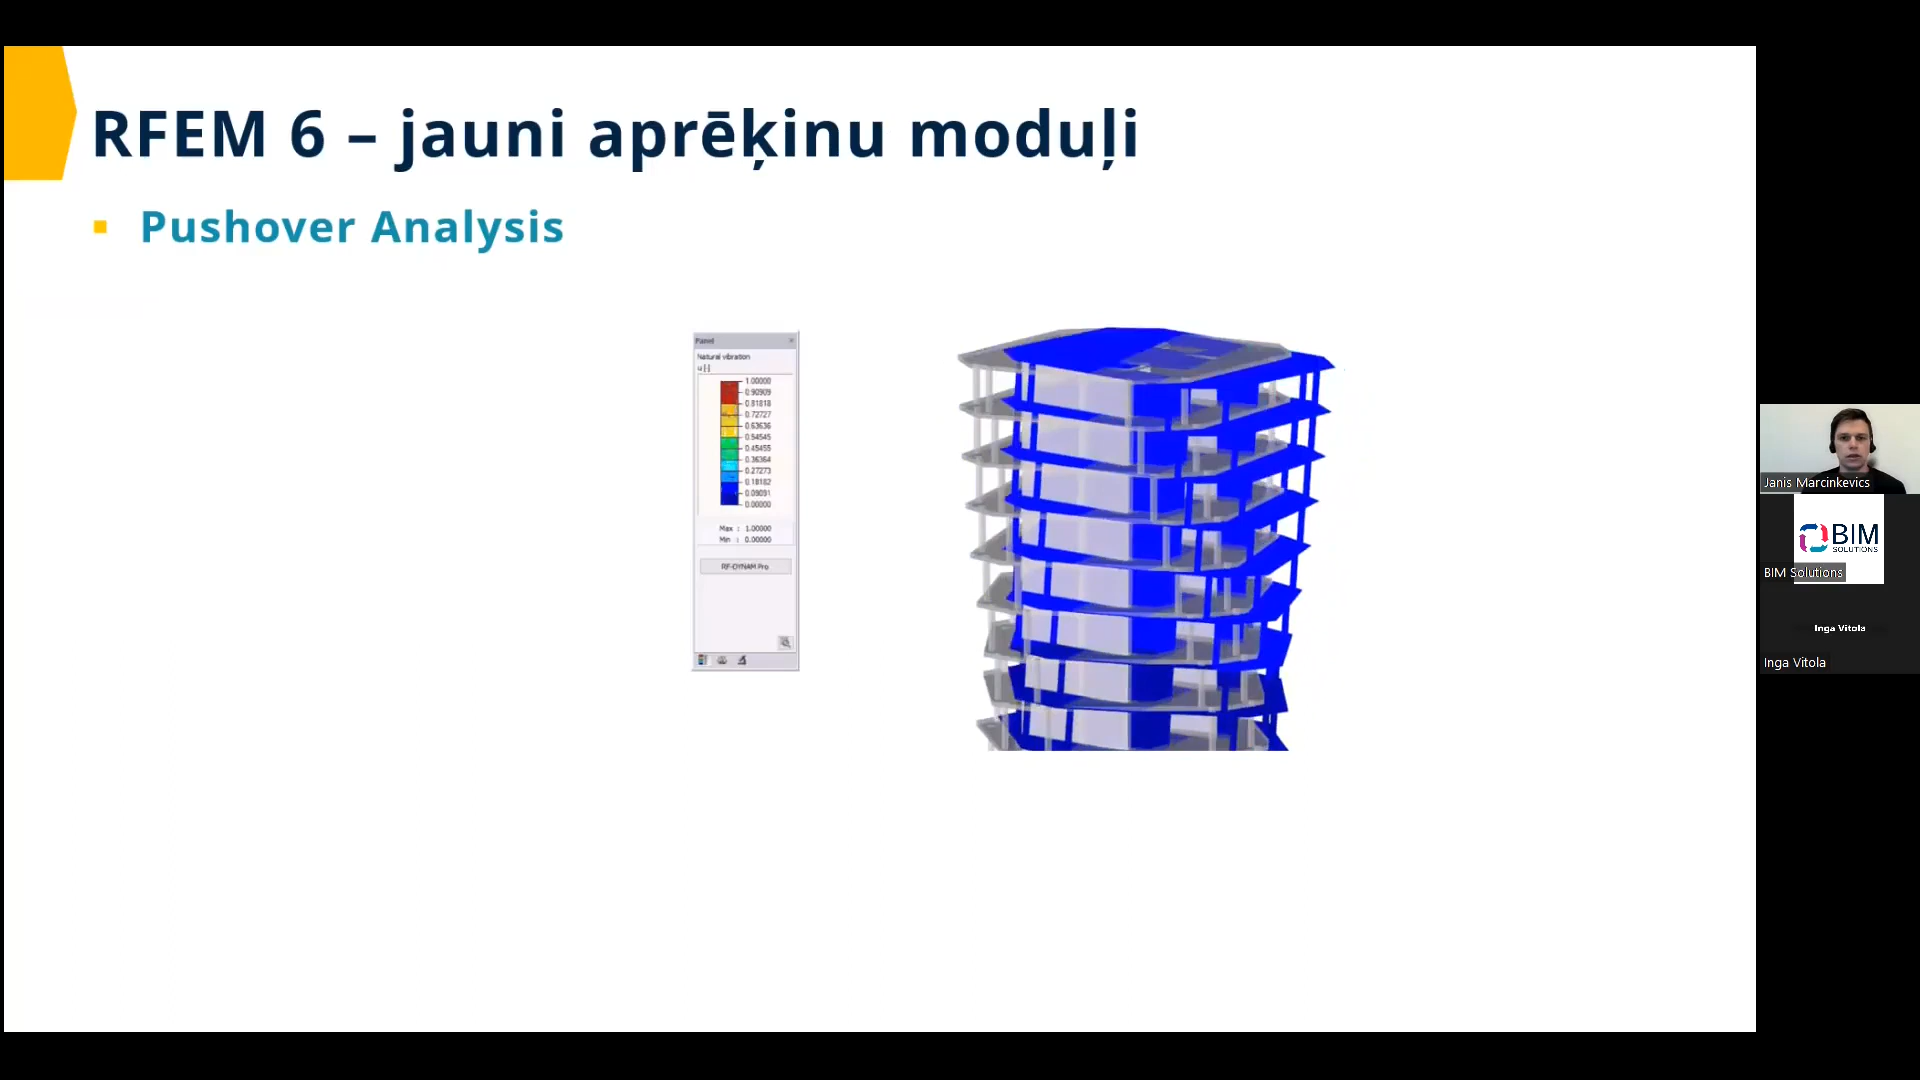 RFEM 6 – jauni aprēķinu moduļi
Pushover Analysis
Panel
Natural vibration
u [-]
1.00000
0.90909
0.81818
0.72727
0.63636
0.54545
0.45455
0.36364
0.27273
0.18182
0.09091
0.00000
Max : 1.00000
Min : 0.00000
RF-DYNAM Pro
Janis Marcinkevics
BIM
SOLUTIONS
BIM Solutions
Inga Vitola
Inga Vitola